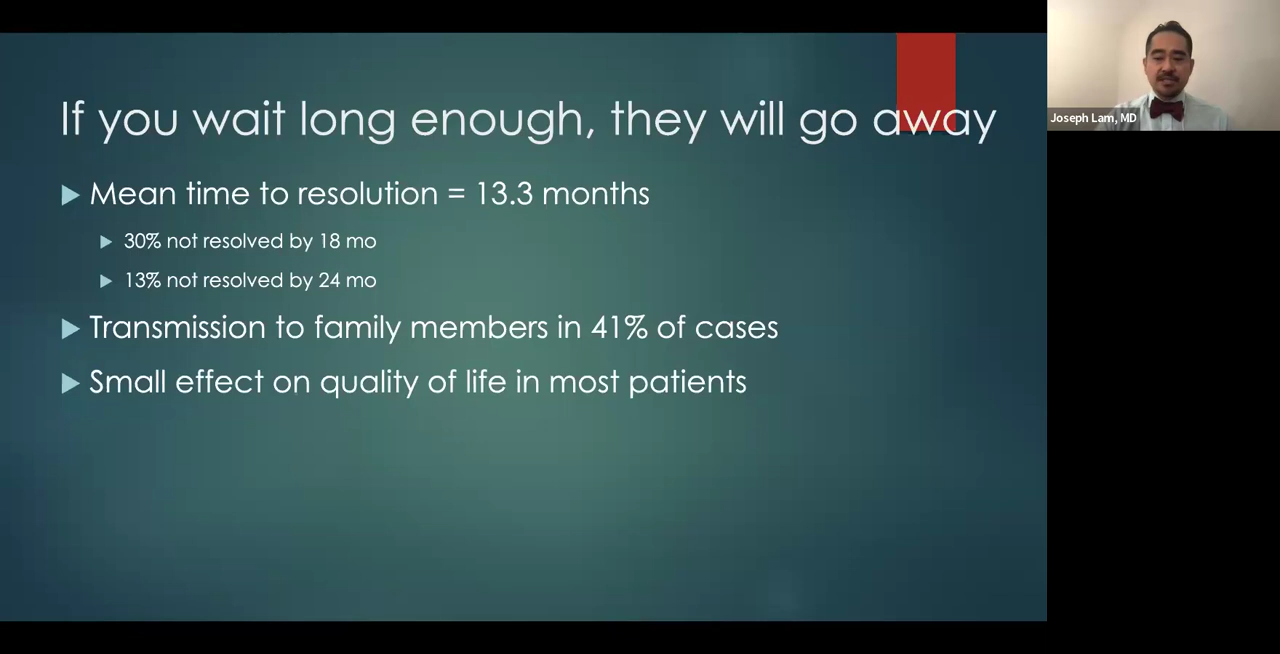 If you wait long enough, they will go away
Mean time to resolution = 13.3 months
30% not resolved by 18 mo
13% not resolved by 24 mo
Transmission to family members in 41% of cases
Small effect on quality of life in most patients
Joseph Lam, MD